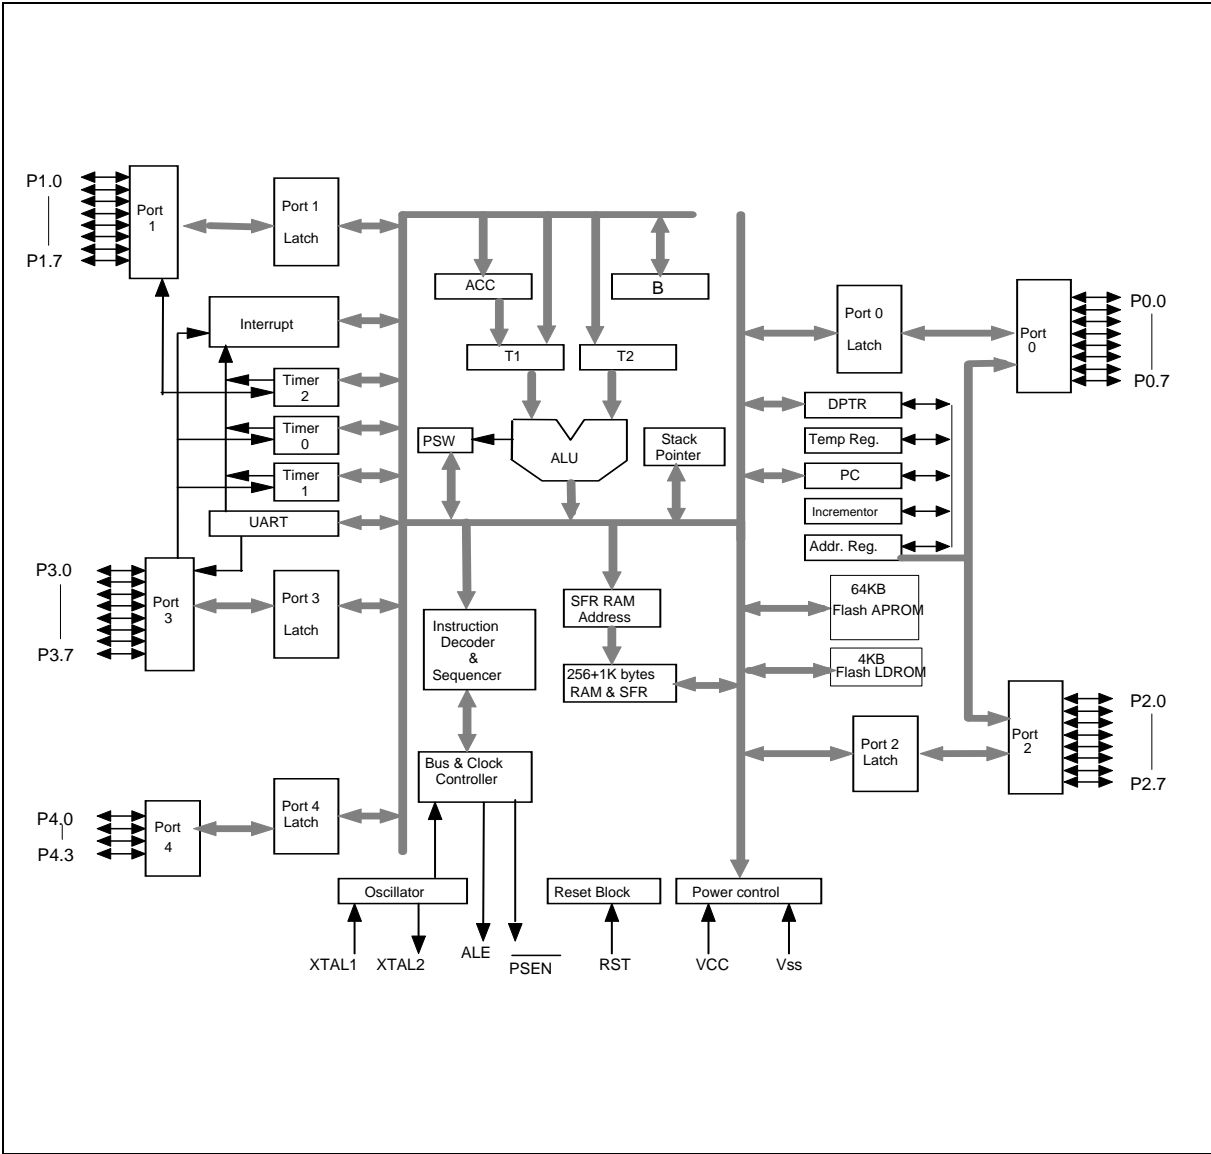 P1.0
P1.7
Port
1
Port 1
Latch
ACC
B
Interrupt
T1
T2
Port 0
Latch
Port
0
P0.0
P0.7
Timer
2
Timer
0
Timer
1
UART
PSW
ALU
Stack
Pointer
DPTR
Temp Reg.
PC
Incrementor
Addr. Reg.
P3.0
P3.7
Port
3
Port 3
Latch
Instruction
Decoder
&
Sequencer
SFR RAM
Address
256+1K bytes
RAM & SFR
64KB
Flash APROM
4KB
Flash LDROM
Port 2
Latch
Port
2
P2.0
P2.7
Bus & Clock
Controller
P4.0
P4.3
Port
4
Port 4
Latch
Oscillator
Reset Block
Power control
XTAL1
XTAL2
ALE
PSEN
RST
VCC
Vss